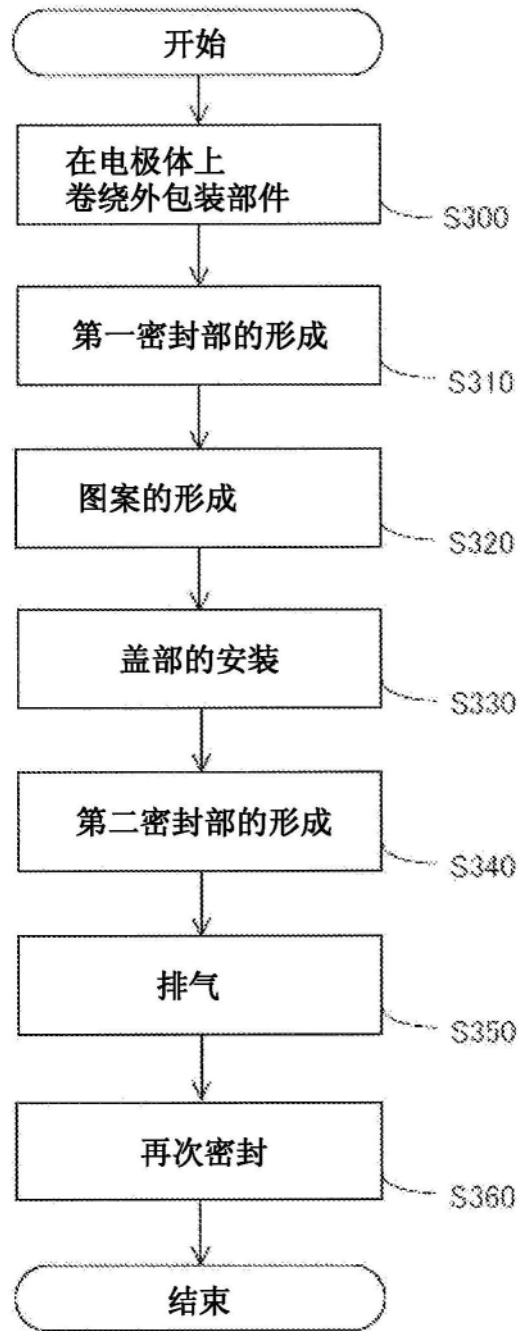 开始
在电极体上
卷绕外包装部件
S300
第一密封部的形成
S310
图案的形成
S320
盖部的安装
S330
第二密封部的形成
S340
排气
S350
再次密封
S360
结束